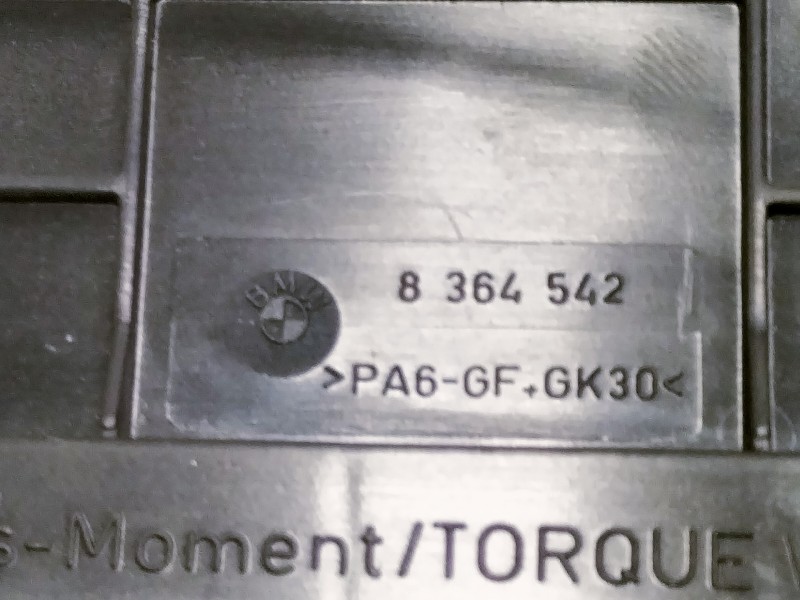 BMW
8 364 542
>PA6-GF+GK30<
s-Moment/TORQUE